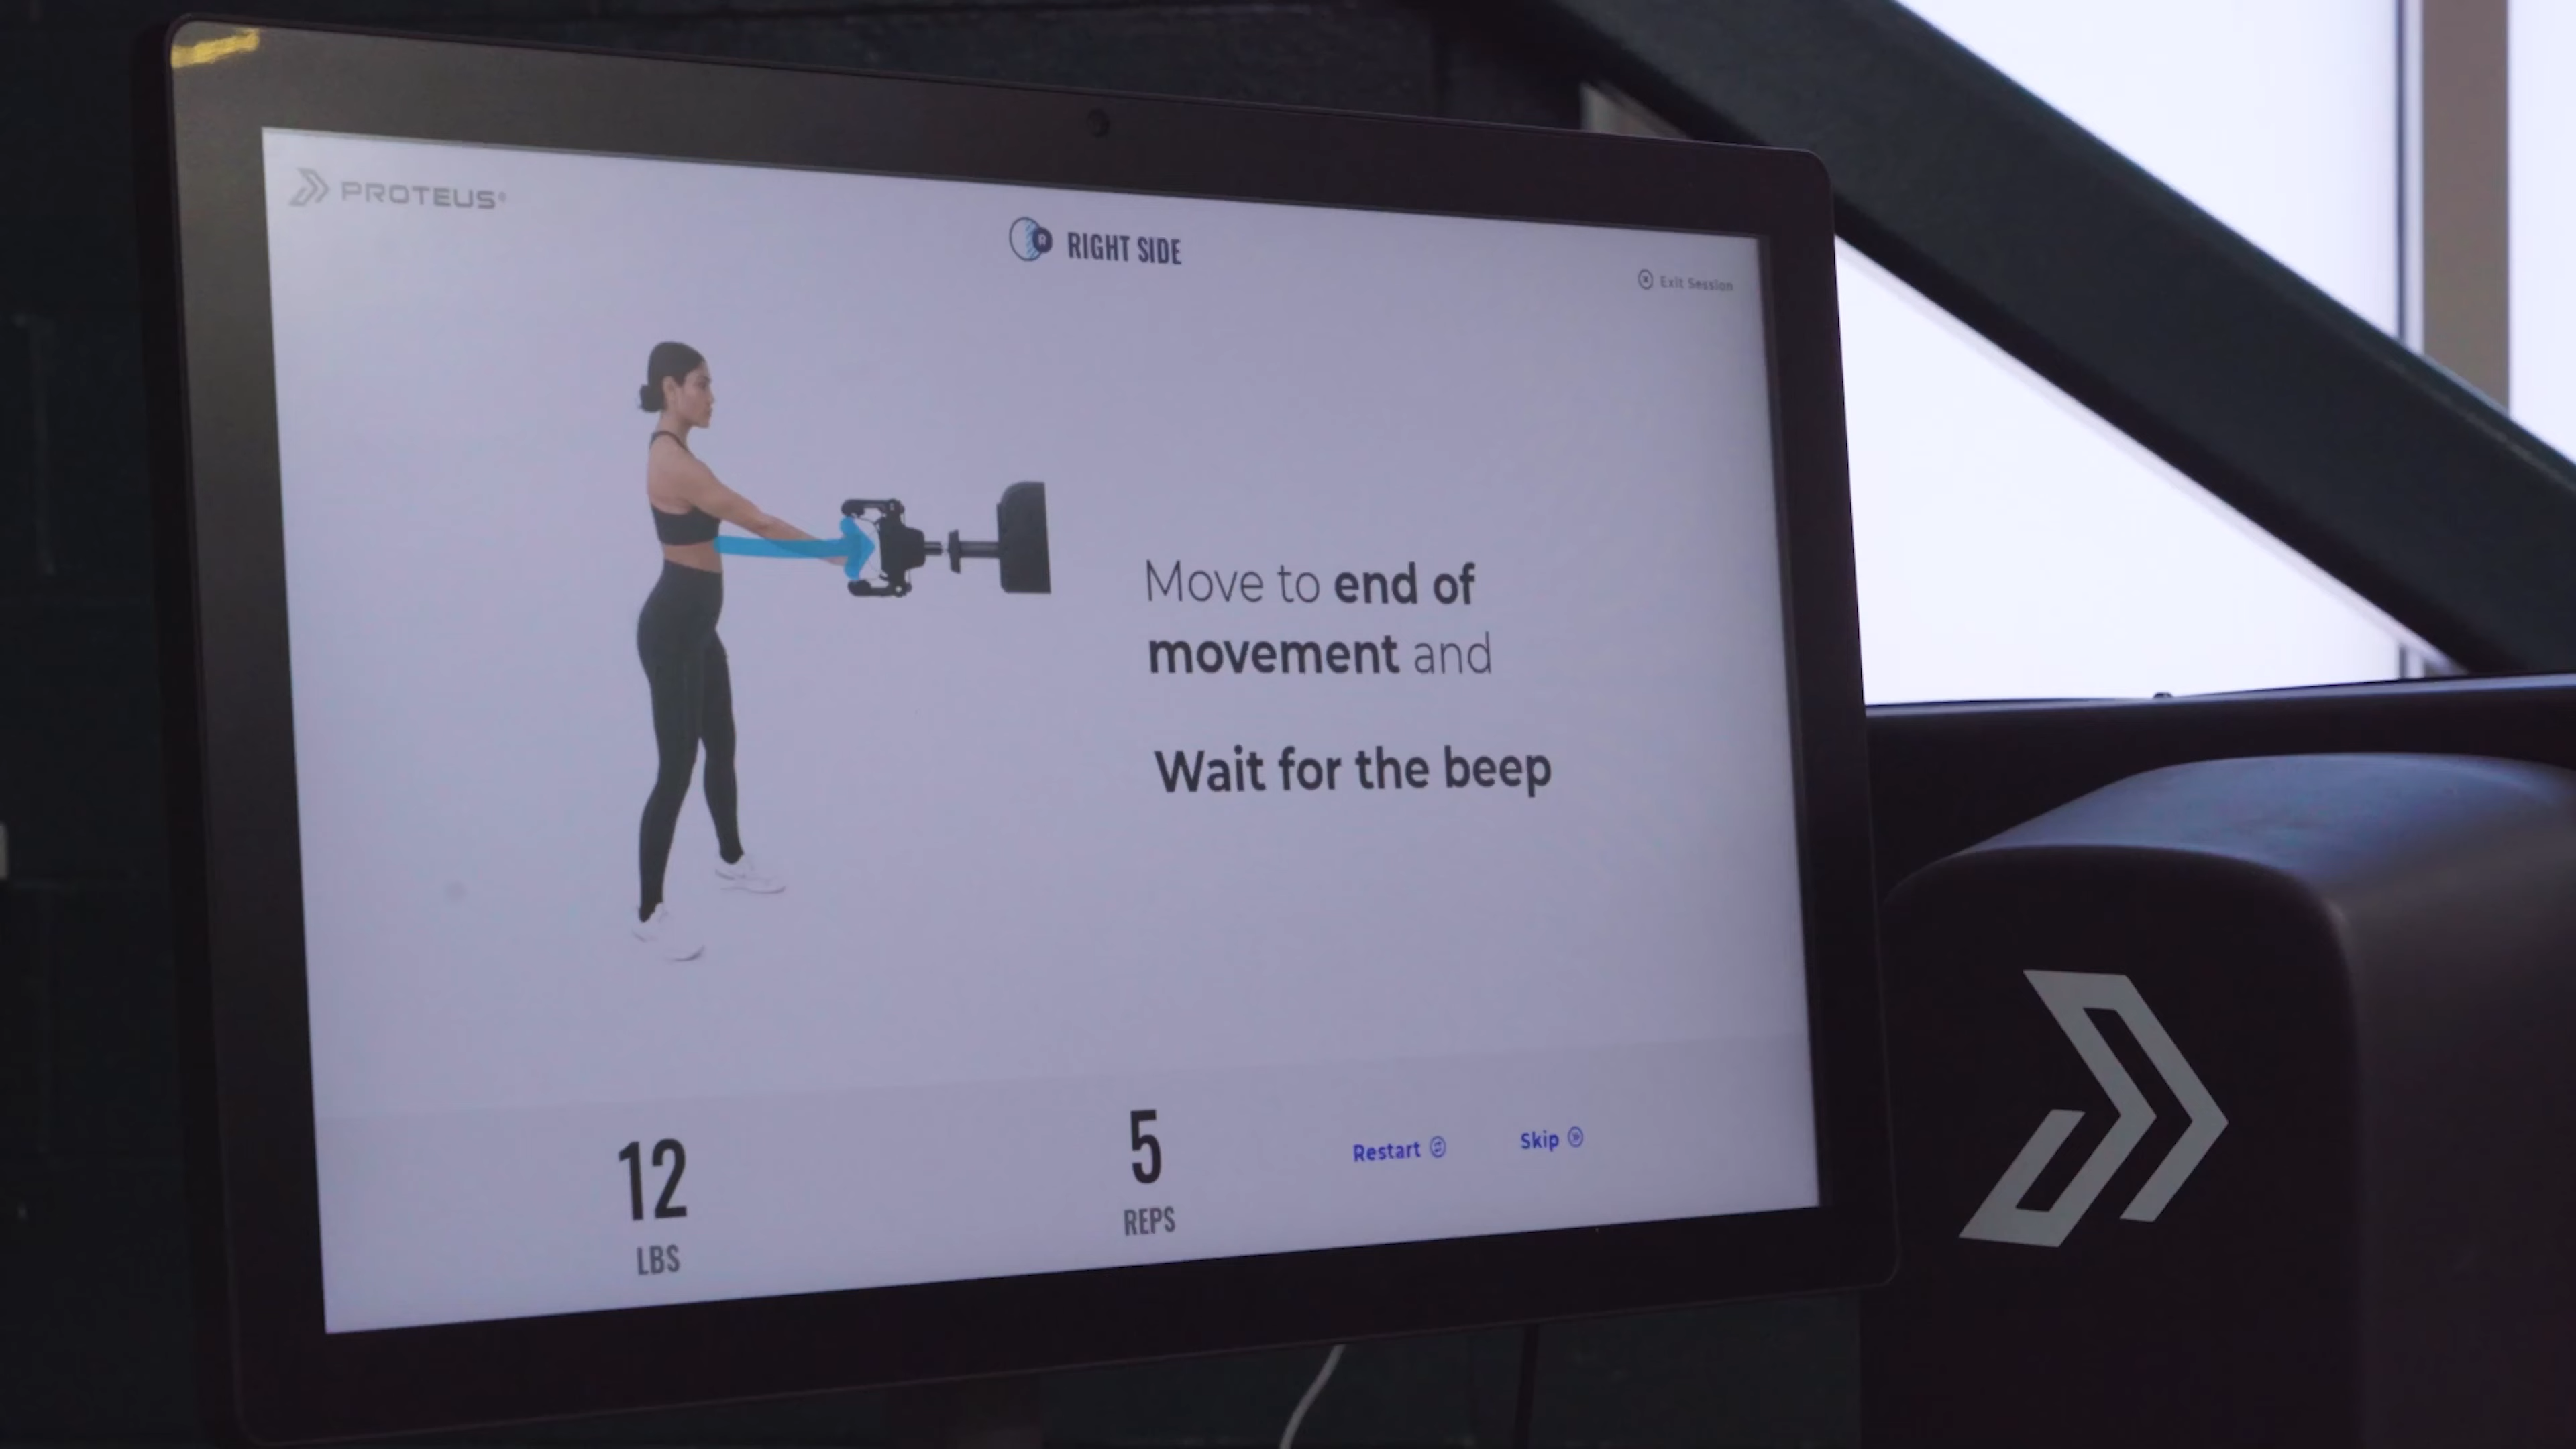 PROTEUS®
R RIGHT SIDE
Exit Session
Move to end of
movement and
Wait for the beep
12
LBS
5
REPS
Restart
Skip